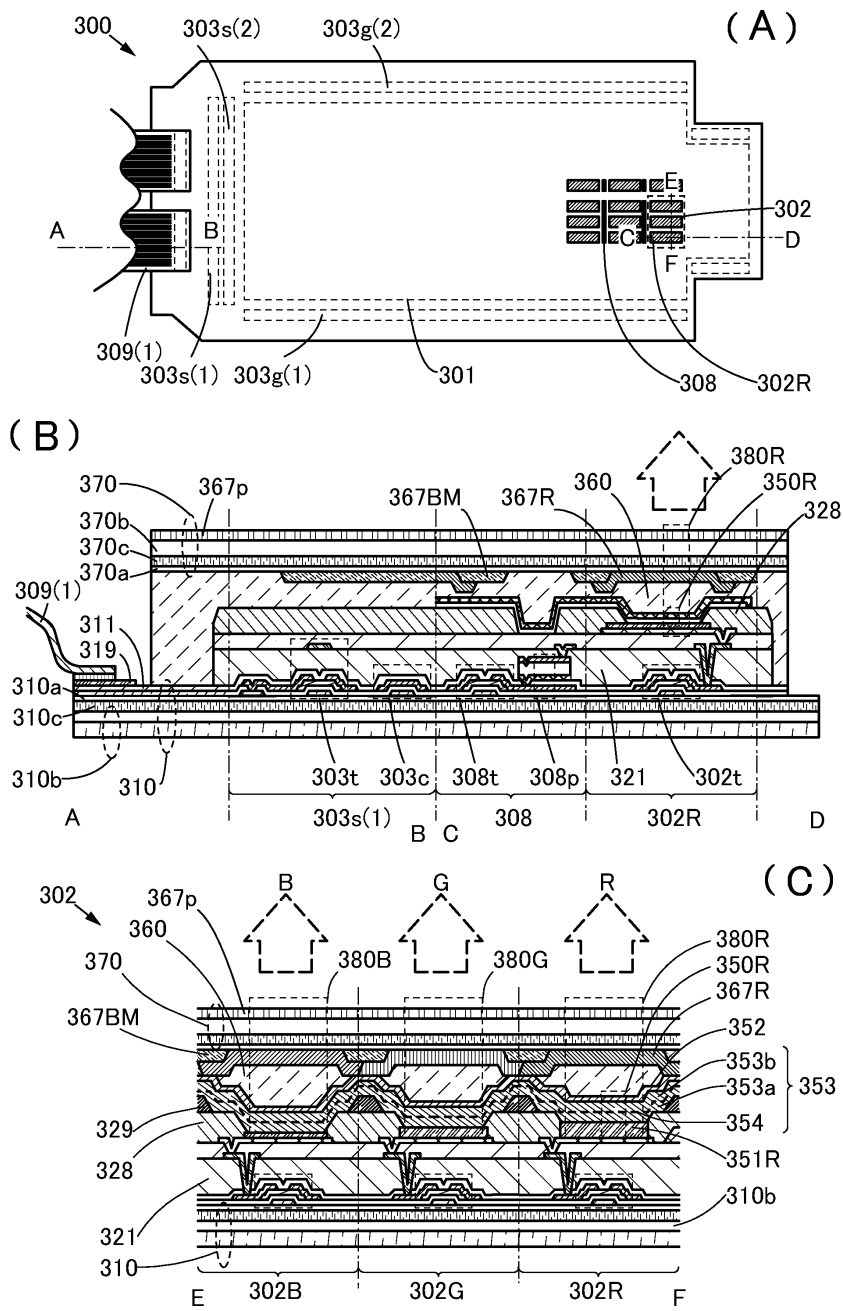 (A)
300
303s(2)
303g(2)
E
302
A
B
C
D
F
309(1)
303s(1)
303g(1)
301
308
302R
(B)
380R
370
367p
360
350R
367BM
367R
328
370b
370c
370a
309(1)
311
319
310a
310c
310b
310
303t
303c
308t
308p
321
302t
303s(1)
308
302R
A
B
C
D
(C)
302
367p
B
G
R
360
380R
370
380B
380G
350R
367BM
367R
352
353b
353a
353
329
354
328
351R
321
310b
310
302B
302G
302R
E
F